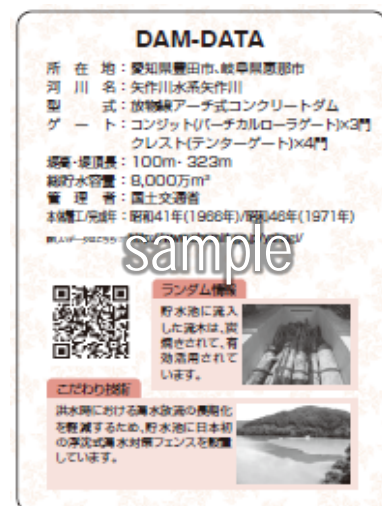 DAM-DATA
所在地：愛知県豊田市、岐阜県恵那市
河川名：矢作川水系矢作川
型式：放物線アーチ式コンクリートダム
ゲート：コンジット(バーチカルローラゲート)×3門
クレスト(テンターゲート)×4門
堤高・堤頂長：100m・323m
総貯水容量：8,000万m³
管理者：国土交通省
本体着工/完成年：昭和41年(1966年)/昭和46年(1971年)
sample
ランダム情報
貯水池に流入
した流木は、炭
焼きされて、有
効活用されて
います。
こだわり技術
洪水時における濁水放流の長期化
を軽減するため、貯水池に日本初
の浮沈式濁水対策フェンスを設置
しています。